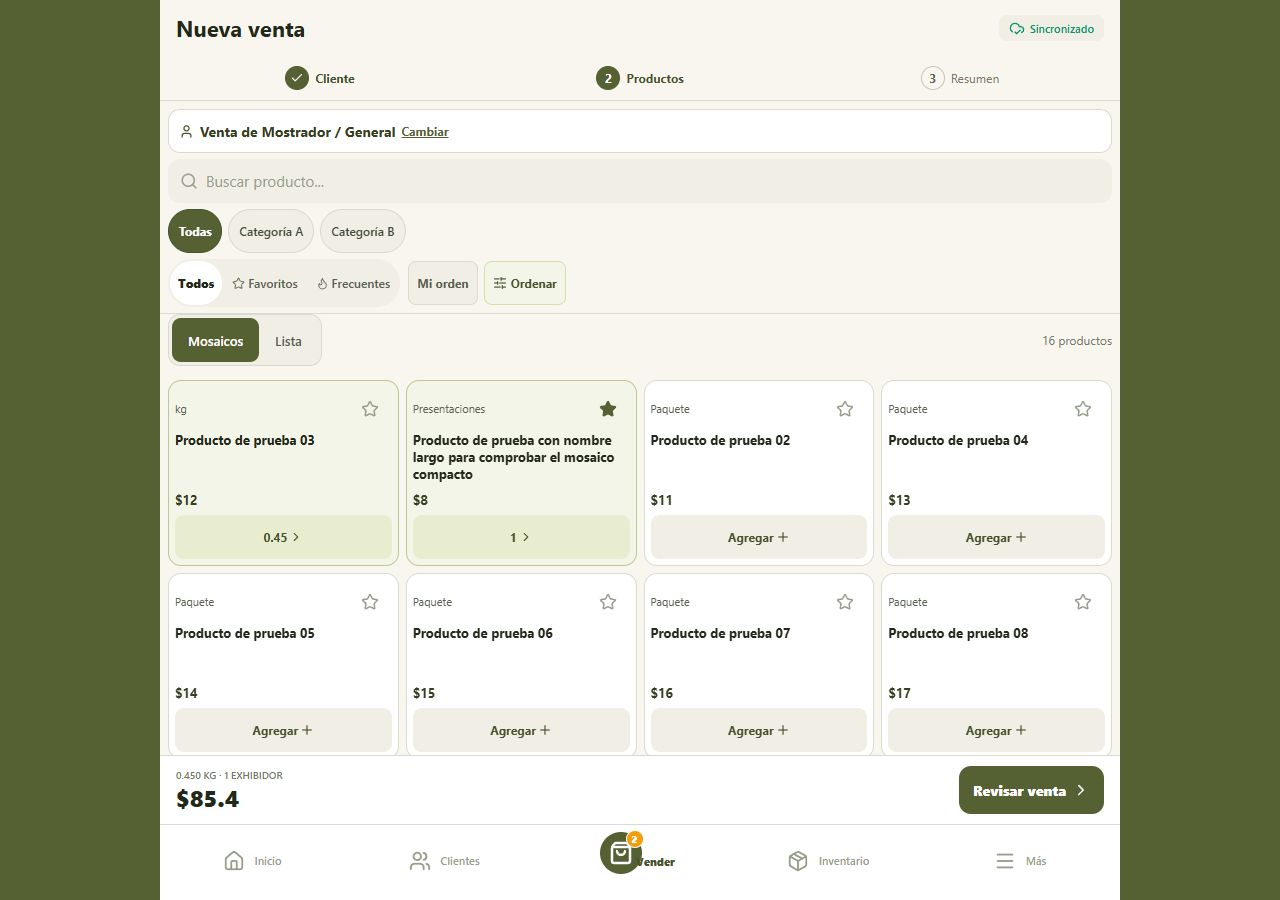 Nueva venta
Sincronizado
Cliente
2 Productos
3 Resumen
Venta de Mostrador / General Cambiar
Buscar producto...
Todas Categoría A Categoría B
Todos Favoritos Frecuentes Mi orden Ordenar
Mosaicos Lista
16 productos
kg
Producto de prueba 03
$12
0.45
Presentaciones
Producto de prueba con nombre
largo para comprobar el mosaico
compacto
$8
1
Paquete
Producto de prueba 02
$11
Agregar
Paquete
Producto de prueba 04
$13
Agregar
Paquete
Producto de prueba 05
$14
Agregar
Paquete
Producto de prueba 06
$15
Agregar
Paquete
Producto de prueba 07
$16
Agregar
Paquete
Producto de prueba 08
$17
Agregar
0.450 KG · 1 EXHIBIDOR
$85.4
Revisar venta
Inicio
Clientes
2
Vender
Inventario
Más